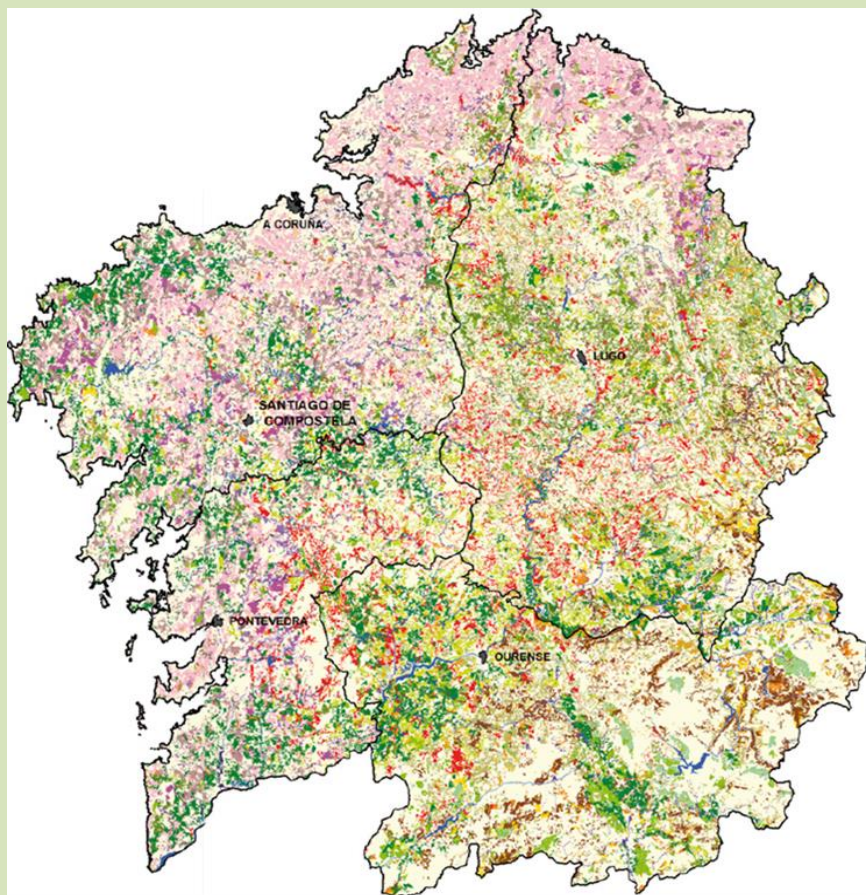 A CORUÑA
LUGO
SANTIAGO DE
COMPOSTELA
PONTEVEDRA
OURENSE